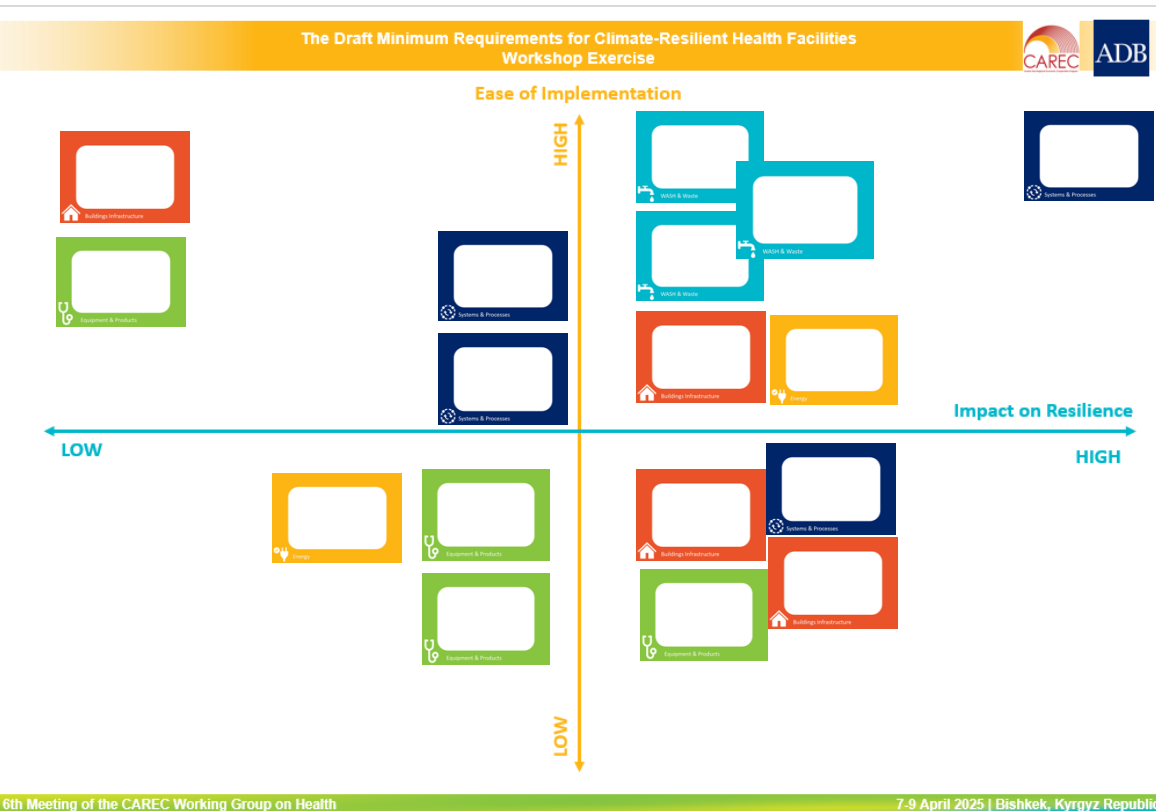 The Draft Minimum Requirements for Climate-Resilient Health Facilities
Workshop Exercise
CAREC
ADB
Ease of Implementation
HIGH
Buildings Infrastructure
Equipment & Products
Systems & Processes
Systems & Processes
WASH & Waste
WASH & Waste
WASH & Waste
Systems & Processes
Buildings Infrastructure
Energy
Impact on Resilience
LOW
HIGH
Energy
Equipment & Products
Equipment & Products
Buildings Infrastructure
Systems & Processes
Buildings Infrastructure
Equipment & Products
LOW
6th Meeting of the CAREC Working Group on Health
7-9 April 2025 | Bishkek, Kyrgyz Republic